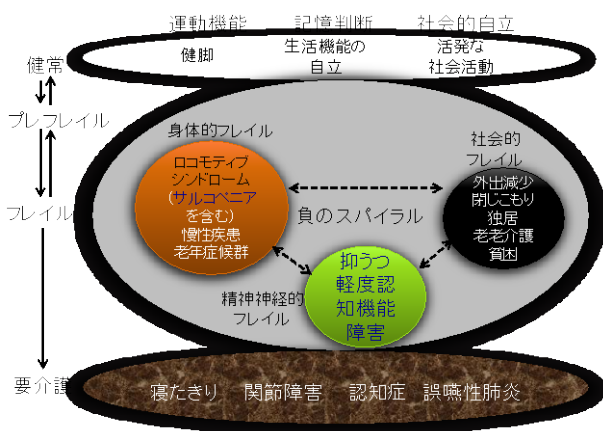 運動機能 記憶判断 社会的自立
健脚
生活機能の
自立
活発な
社会活動
健常
プレフレイル
フレイル
要介護
身体的フレイル
ロコモティブ
シンドローム
(サルコペニア
を含む)
慢性疾患
老年症候群
社会的
フレイル
外出減少
閉じこもり
独居
老老介護
貧困
負のスパイラル
精神神経的
フレイル
抑うつ
軽度認
知機能
障害
寝たきり 関節障害 認知症 誤嚥性肺炎